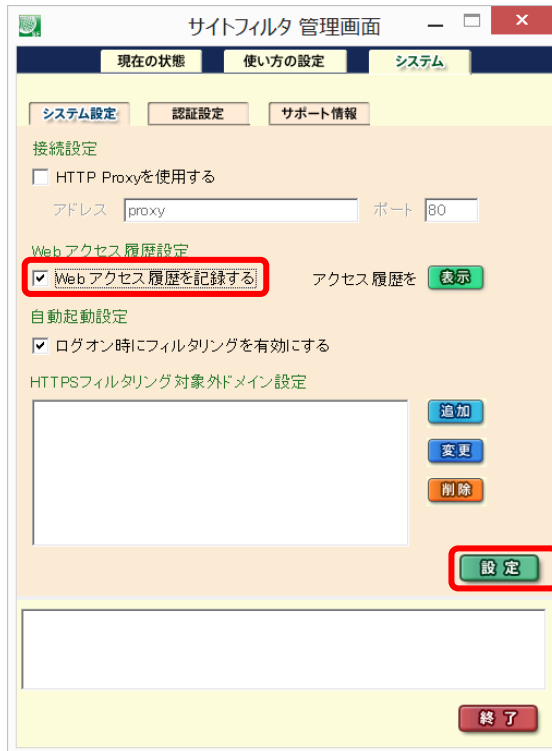 サイトフィルタ 管理画面
現在の状態 使い方の設定 システム
システム設定 認証設定 サポート情報
接続設定
HTTP Proxyを使用する
アドレス proxy ポート 80
Web アクセス履歴設定
Web アクセス履歴を記録する アクセス履歴を 表示
自動起動設定
ログオン時にフィルタリングを有効にする
HTTPSフィルタリング対象外ドメイン設定
追加
変更
削除
設定
終了